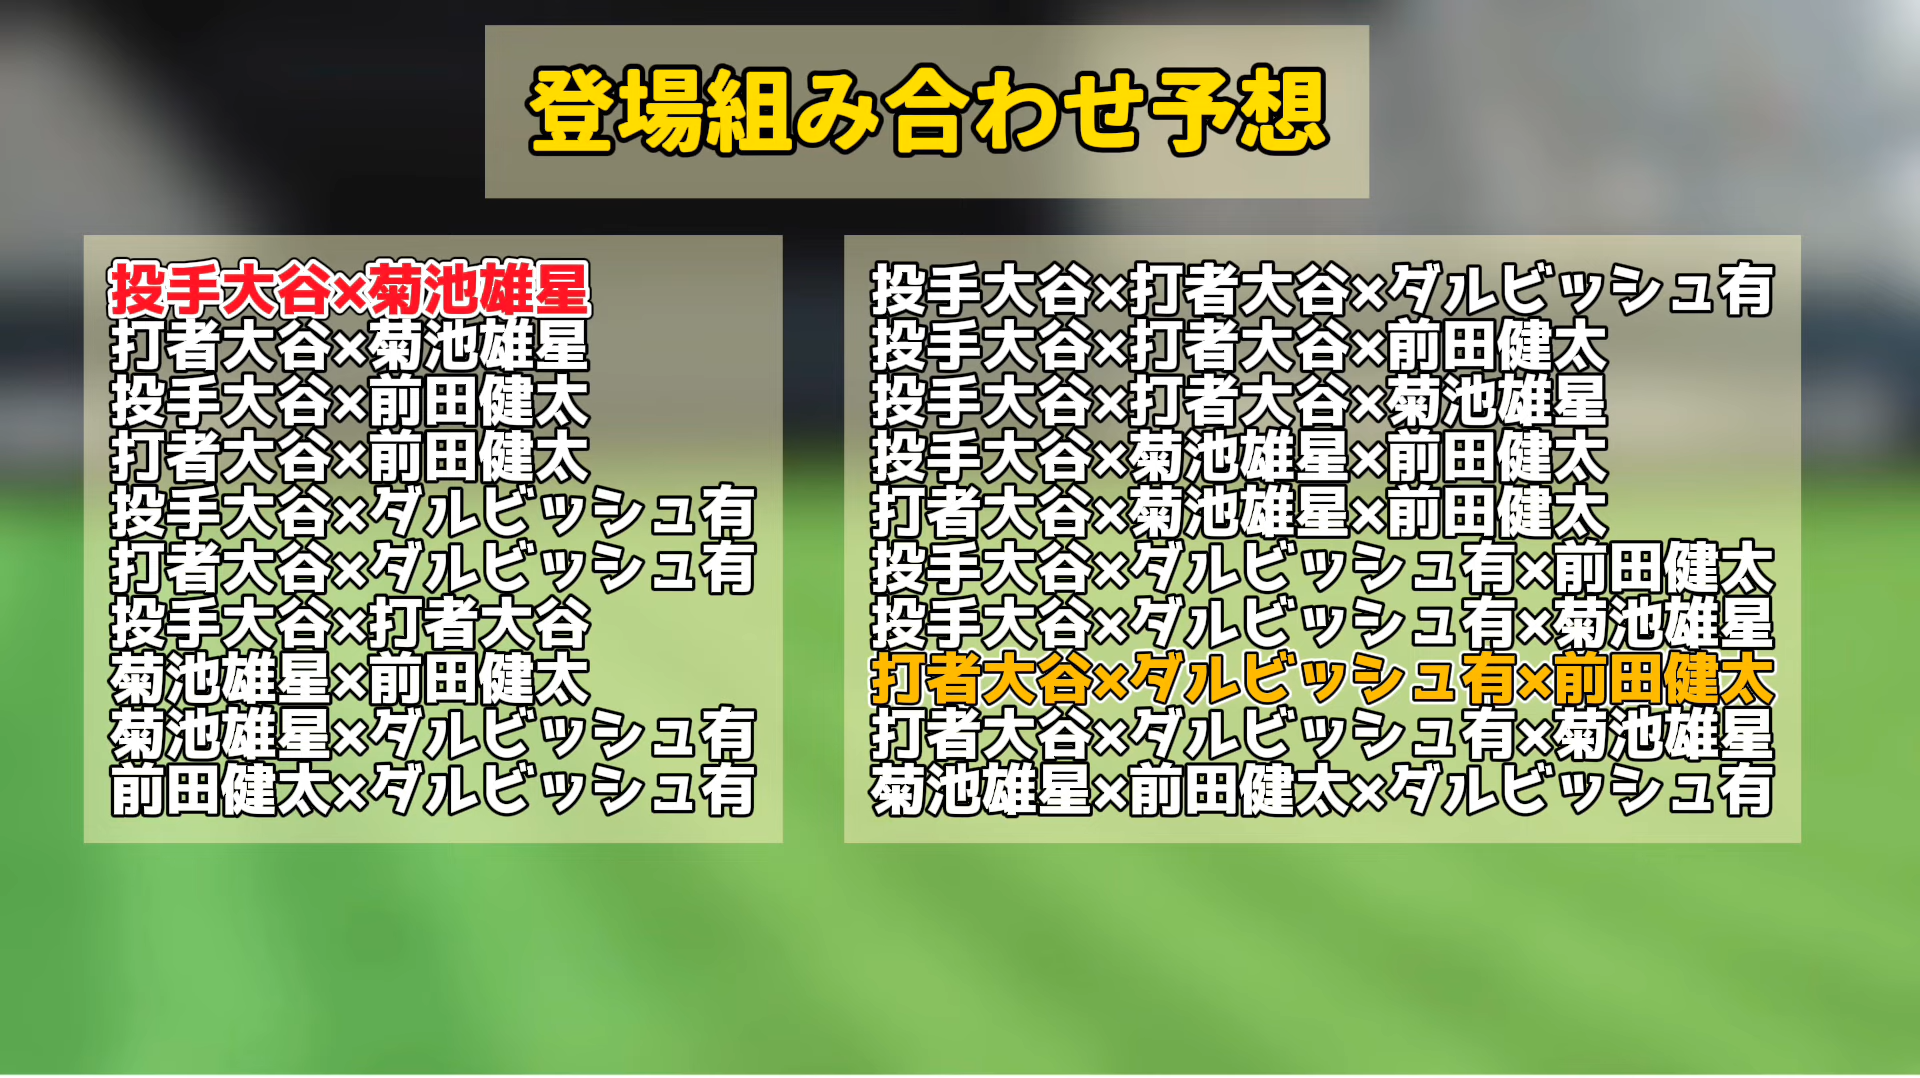 登場組み合わせ予想
投手大谷×菊池雄星
打者大谷×菊池雄星
投手大谷×前田健太
打者大谷×前田健太
投手大谷×ダルビッシュ有
打者大谷×ダルビッシュ有
投手大谷×打者大谷
菊池雄星×前田健太
菊池雄星×ダルビッシュ有
前田健太×ダルビッシュ有
投手大谷×打者大谷×ダルビッシュ有
投手大谷×打者大谷×前田健太
投手大谷×打者大谷×菊池雄星
投手大谷×菊池雄星×前田健太
打者大谷×菊池雄星×前田健太
投手大谷×ダルビッシュ有×前田健太
投手大谷×ダルビッシュ有×菊池雄星
打者大谷×ダルビッシュ有×前田健太
打者大谷×ダルビッシュ有×菊池雄星
菊池雄星×前田健太×ダルビッシュ有